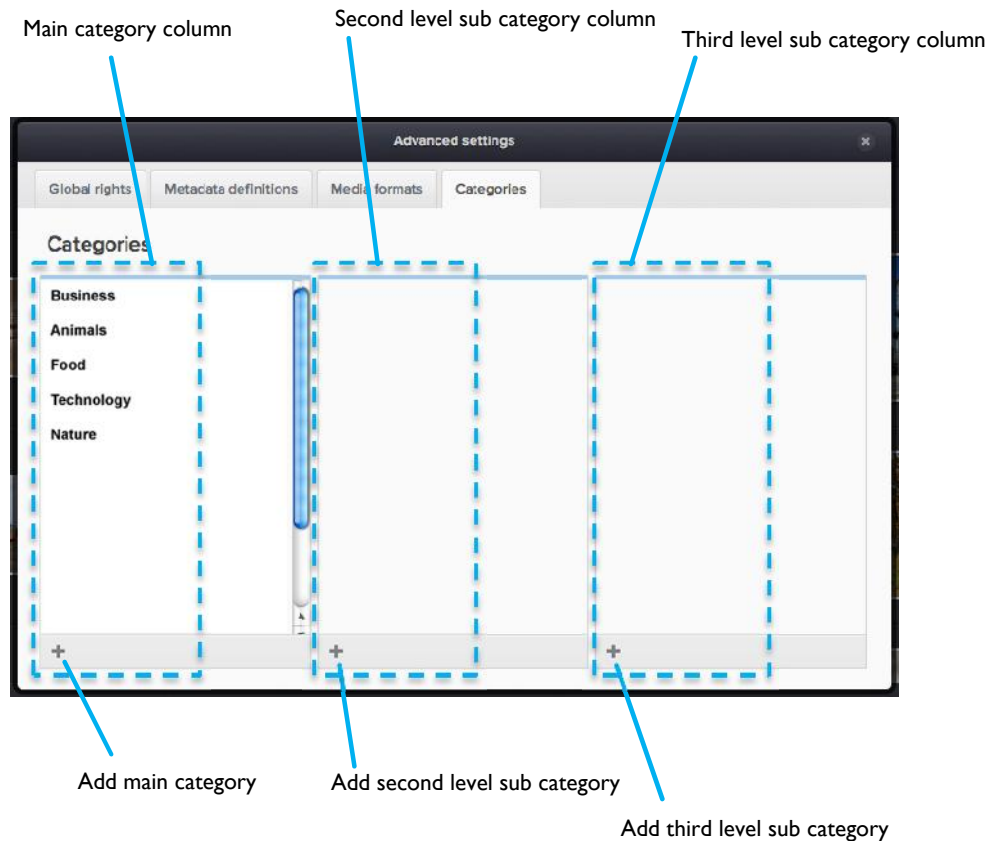 Main category column
Second level sub category column
Third level sub category column
Advanced settings
Global rights
Metadata definitions
Media formats
Categories
Categories
Business
Animals
Food
Technology
Nature
+
+
+
Add main category
Add second level sub category
Add third level sub category